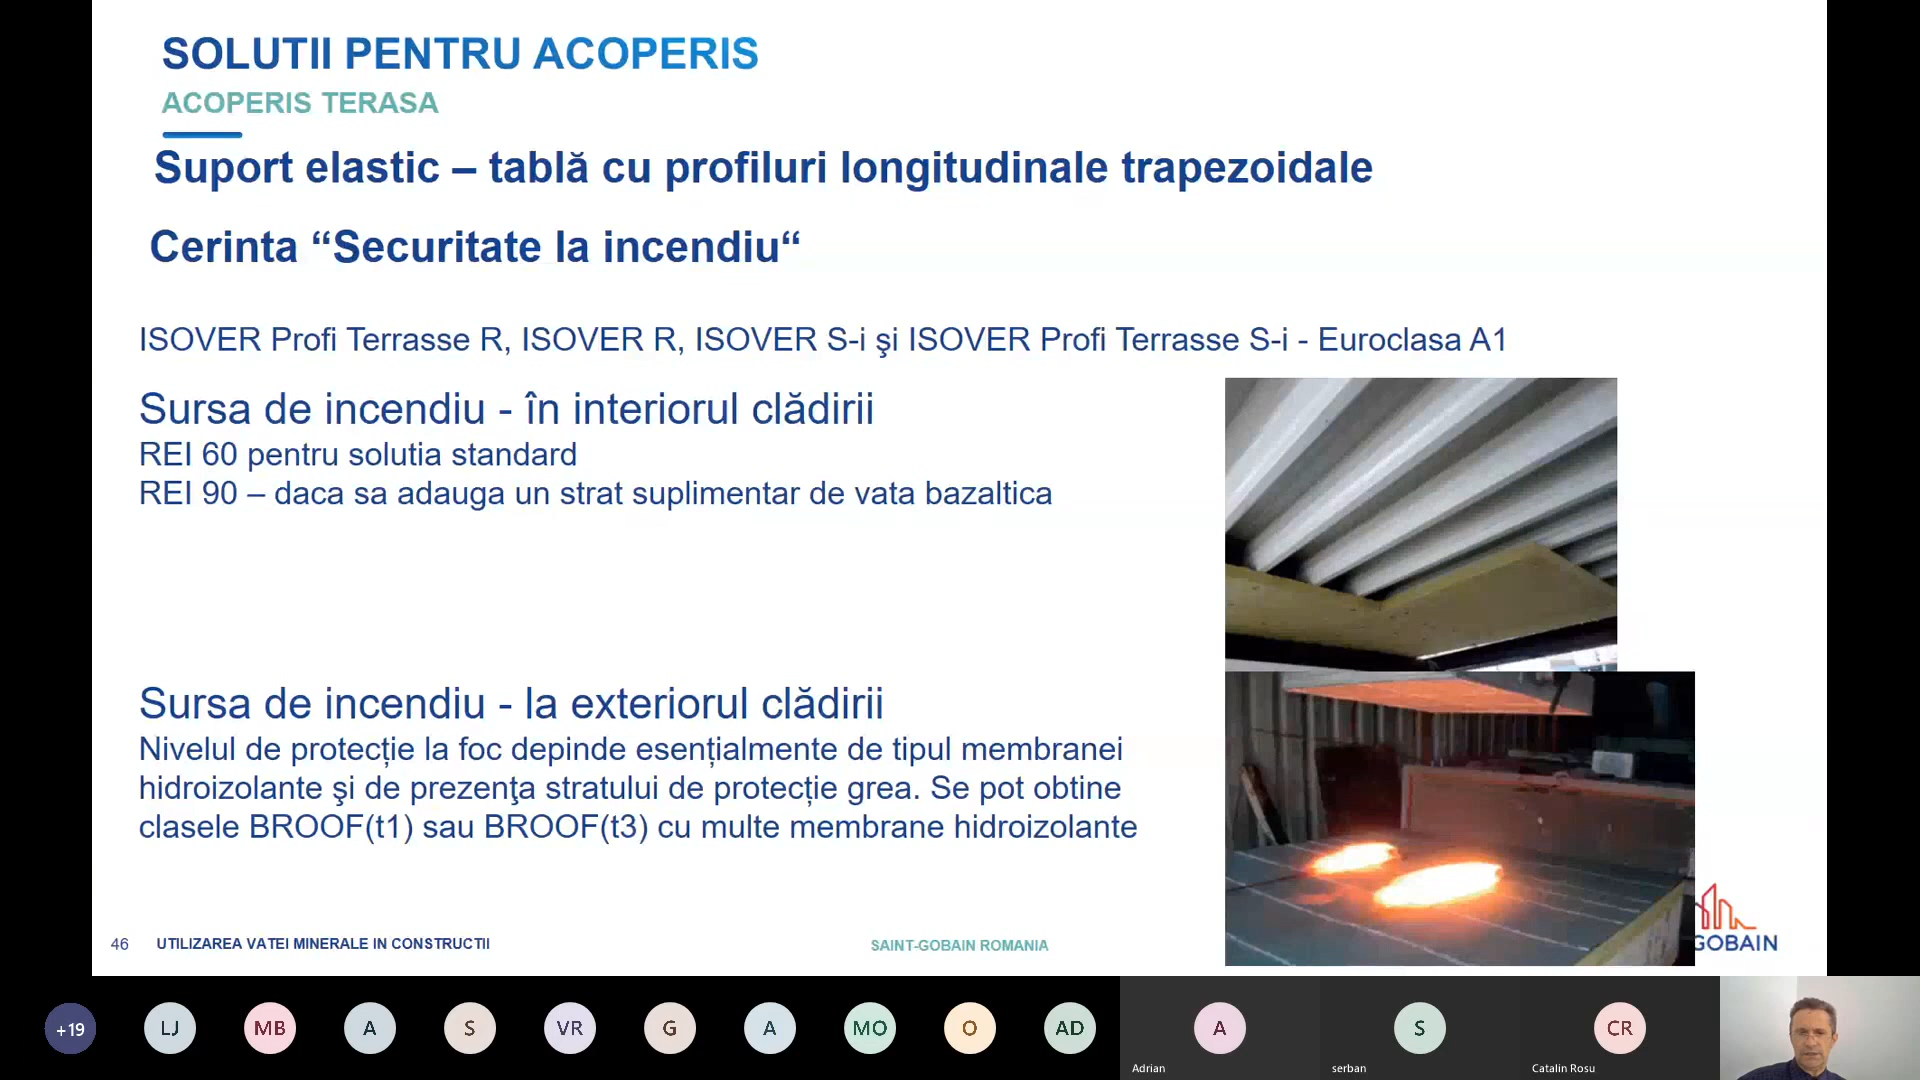 SOLUTII PENTRU ACOPERIS
ACOPERIS TERASA
Suport elastic – tablă cu profiluri longitudinale trapezoidale
Cerinta “Securitate la incendiu“
ISOVER Profi Terrasse R, ISOVER R, ISOVER S-i şi ISOVER Profi Terrasse S-i - Euroclasa A1
Sursa de incendiu - în interiorul clădirii
REI 60 pentru solutia standard
REI 90 – daca sa adauga un strat suplimentar de vata bazaltica
Sursa de incendiu - la exteriorul clădirii
Nivelul de protecție la foc depinde esențialmente de tipul membranei
hidroizolante şi de prezenţa stratului de protecție grea. Se pot obtine
clasele BROOF(t1) sau BROOF(t3) cu multe membrane hidroizolante
46 UTILIZAREA VATEI MINERALE IN CONSTRUCTII SAINT-GOBAIN ROMANIA
GOBAIN
+19 LJ MB A S VR G A MO O AD A S CR
Adrian serban Catalin Rosu